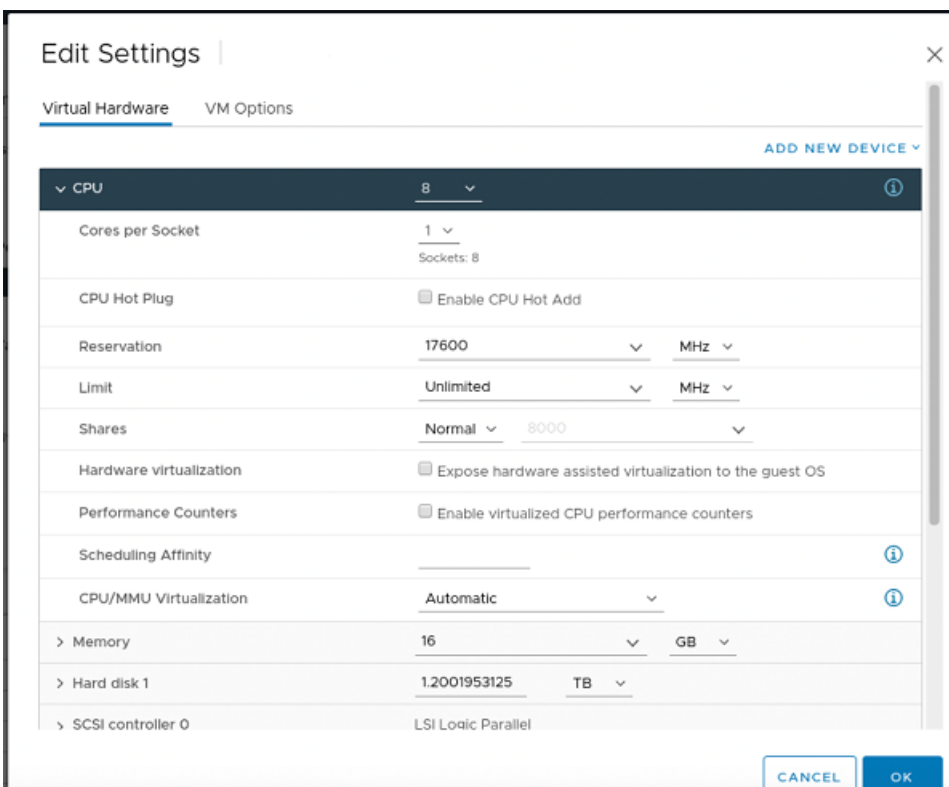 Edit Settings
Virtual Hardware VM Options
ADD NEW DEVICE
CPU 8
Cores per Socket 1
Sockets: 8
CPU Hot Plug Enable CPU Hot Add
Reservation 17600 MHz
Limit Unlimited MHz
Shares Normal 8000
Hardware virtualization Expose hardware assisted virtualization to the guest OS
Performance Counters Enable virtualized CPU performance counters
Scheduling Affinity
CPU/MMU Virtualization Automatic
Memory 16 GB
Hard disk 1 1.2001953125 TB
SCSI controller 0 LSI Logic Parallel
CANCEL OK